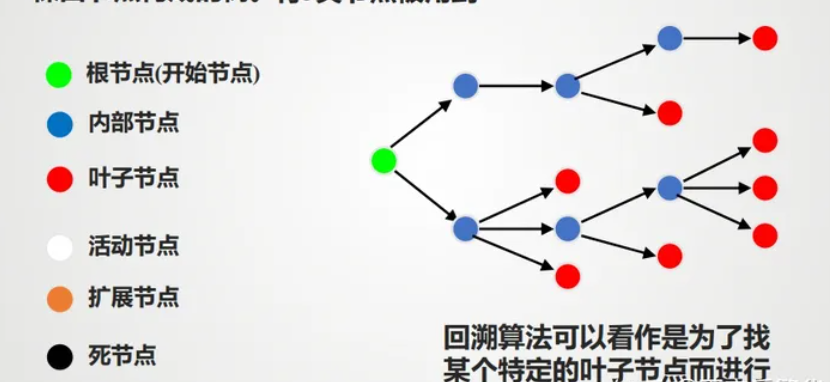 根节点(开始节点)
内部节点
叶子节点
活动节点
扩展节点
死节点
回溯算法可以看作是为了找
某个特定的叶子节点而进行